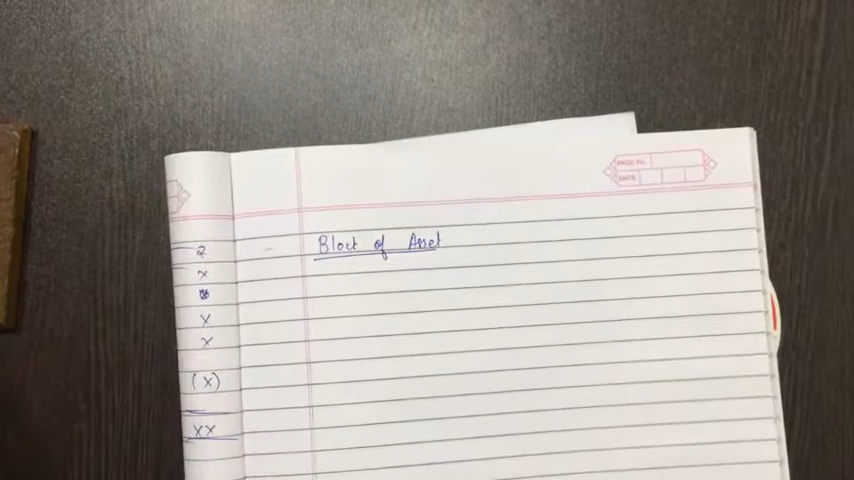 PAGE No.
DATE
Block of Asset
2
x
x
x
(x)
xx